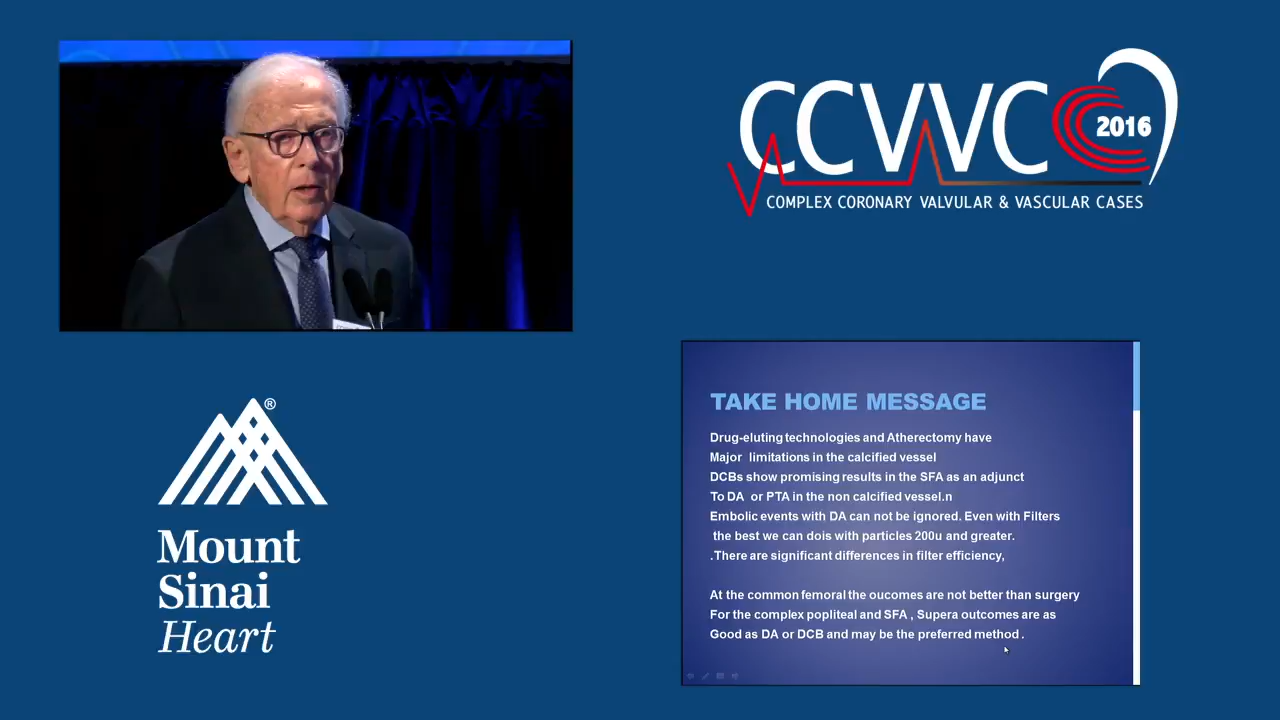 CCVVC
2016
COMPLEX CORONARY VALVULAR & VASCULAR CASES
®
Mount
Sinai
Heart
TAKE HOME MESSAGE
Drug-eluting technologies and Atherectomy have
Major limitations in the calcified vessel
DCBs show promising results in the SFA as an adjunct
To DA or PTA in the non calcified vessel.n
Embolic events with DA can not be ignored. Even with Filters
the best we can dois with particles 200u and greater.
.There are significant differences in filter efficiency,
At the common femoral the oucomes are not better than surgery
For the complex popliteal and SFA , Supera outcomes are as
Good as DA or DCB and may be the preferred method .